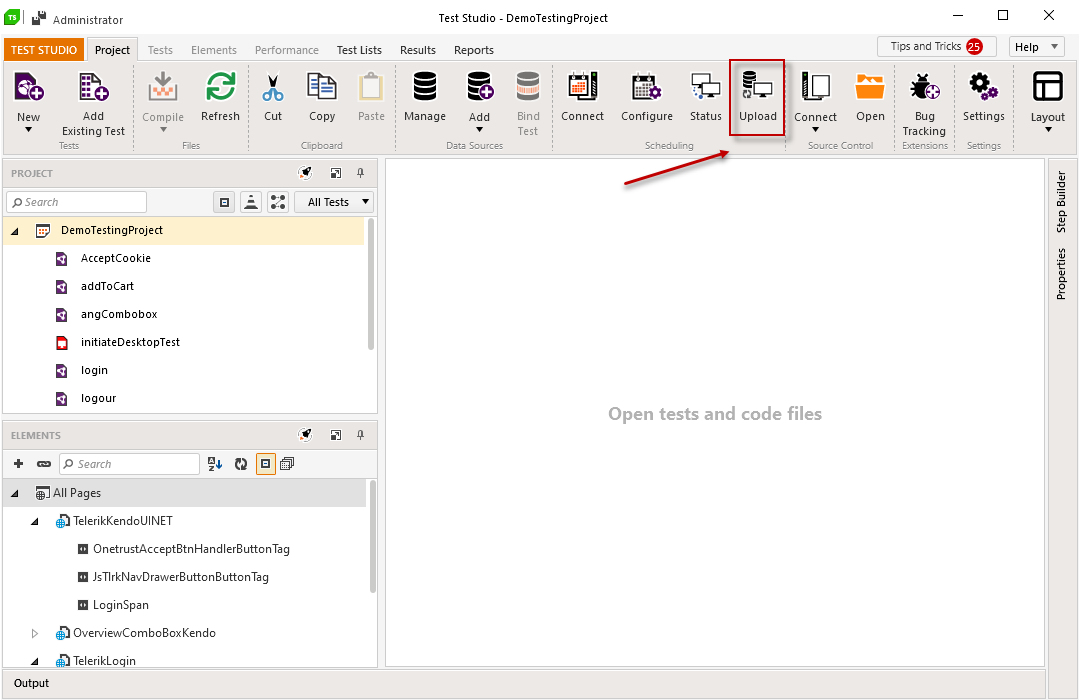 TS
Administrator
Test Studio - DemoTestingProject
TEST STUDIO Project Tests Elements Performance Test Lists Results Reports Tips and Tricks 25 Help
New Add Existing Test
Tests
Compile Refresh
Files
Cut Copy Paste
Clipboard
Manage Add Bind Test
Data Sources
Connect Configure Status Upload
Scheduling
Connect Open
Source Control
Bug Tracking
Extensions
Settings
Settings
Layout
PROJECT
Search All Tests
DemoTestingProject
AcceptCookie
addToCart
angCombobox
initiateDesktopTest
login
logour
ELEMENTS
Search
All Pages
TelerikKendoUINET
OnetrustAcceptBtnHandlerButtonTag
JsTlrkNavDrawerButtonButtonTag
LoginSpan
OverviewComboBoxKendo
TelerikLogin
Open tests and code files
Step Builder
Properties
Output